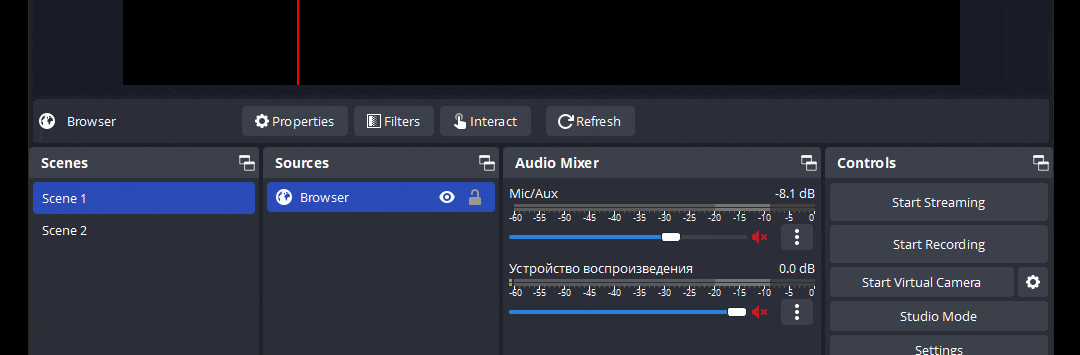 Browser
Properties
Filters
Interact
Refresh
Scenes
Sources
Audio Mixer
Controls
Scene 1
Scene 2
Browser
Mic/Aux
-8.1 dB
-60 -55 -50 -45 -40 -35 -30 -25 -20 -15 -10 -5 0
Устройство воспроизведения
0.0 dB
-60 -55 -50 -45 -40 -35 -30 -25 -20 -15 -10 -5 0
Start Streaming
Start Recording
Start Virtual Camera
Studio Mode
Settings